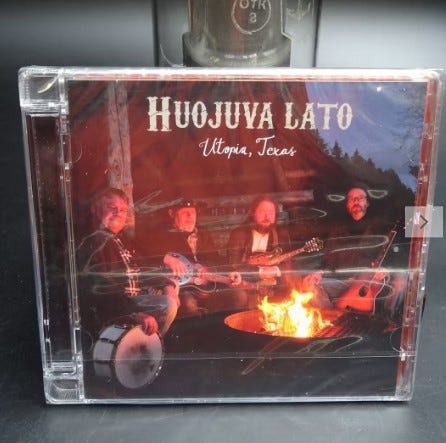 HUOJUVA LATO
Utopia, Texas